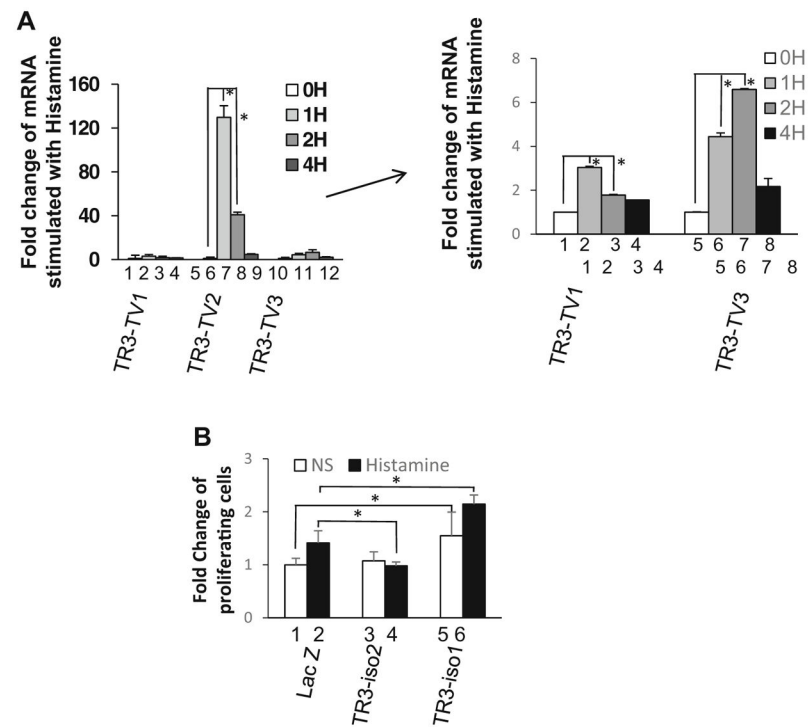 A
Fold change of mRNA
stimulated with Histamine
160
120
80
40
0
*
*
0H
1H
2H
4H
1 2 3 4 5 6 7 8 9 10 11 12
TR3-TV1
TR3-TV2
TR3-TV3
Fold change of mRNA
stimulated with Histamine
8
6
4
2
0
*
*
*
*
0H
1H
2H
4H
1 2 3 4 5 6 7 8
1 2 3 4 5 6 7 8
TR3-TV1
TR3-TV3
B
Fold Change of
proliferating cells
3
2
1
0
NS Histamine
*
*
*
1 2 3 4 5 6
Lac Z
TR3-iso2
TR3-iso1